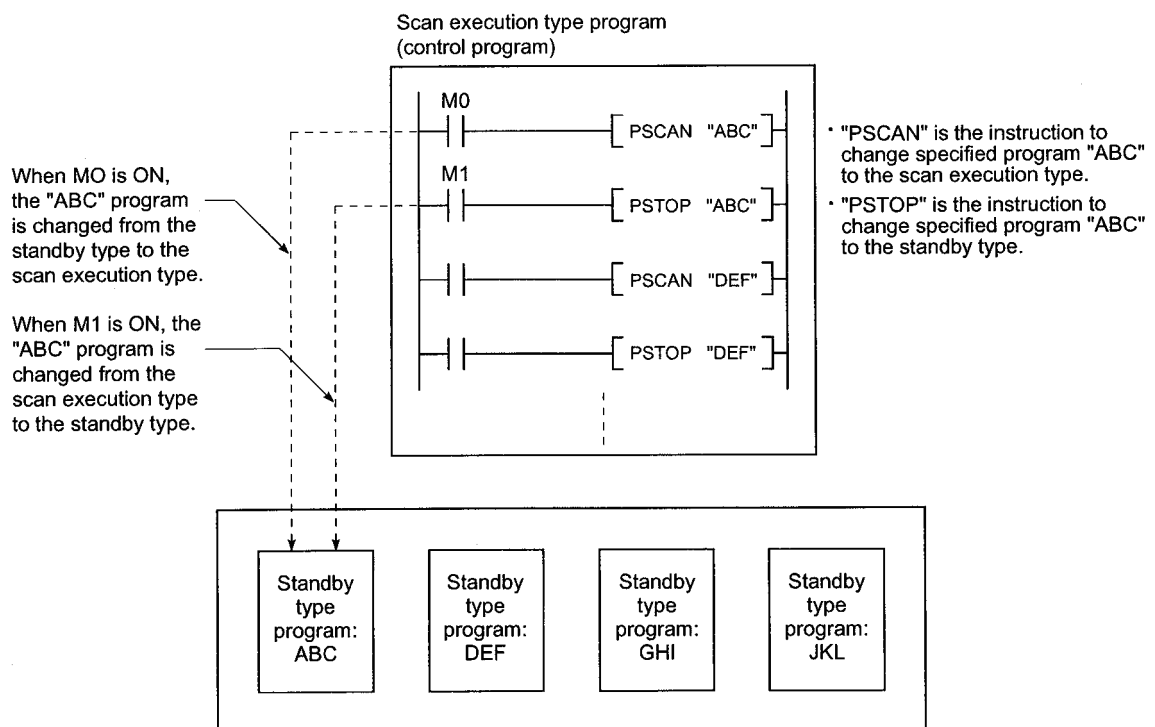 Scan execution type program
(control program)
M0
PSCAN "ABC"
M1
PSTOP "ABC"
PSCAN "DEF"
PSTOP "DEF"
When MO is ON,
the "ABC" program
is changed from the
standby type to the
scan execution type.
When M1 is ON, the
"ABC" program is
changed from the
scan execution type
to the standby type.
· "PSCAN" is the instruction to
change specified program "ABC"
to the scan execution type.
· "PSTOP" is the instruction to
change specified program "ABC"
to the standby type.
Standby
type
program:
ABC
Standby
type
program:
DEF
Standby
type
program:
GHI
Standby
type
program:
JKL